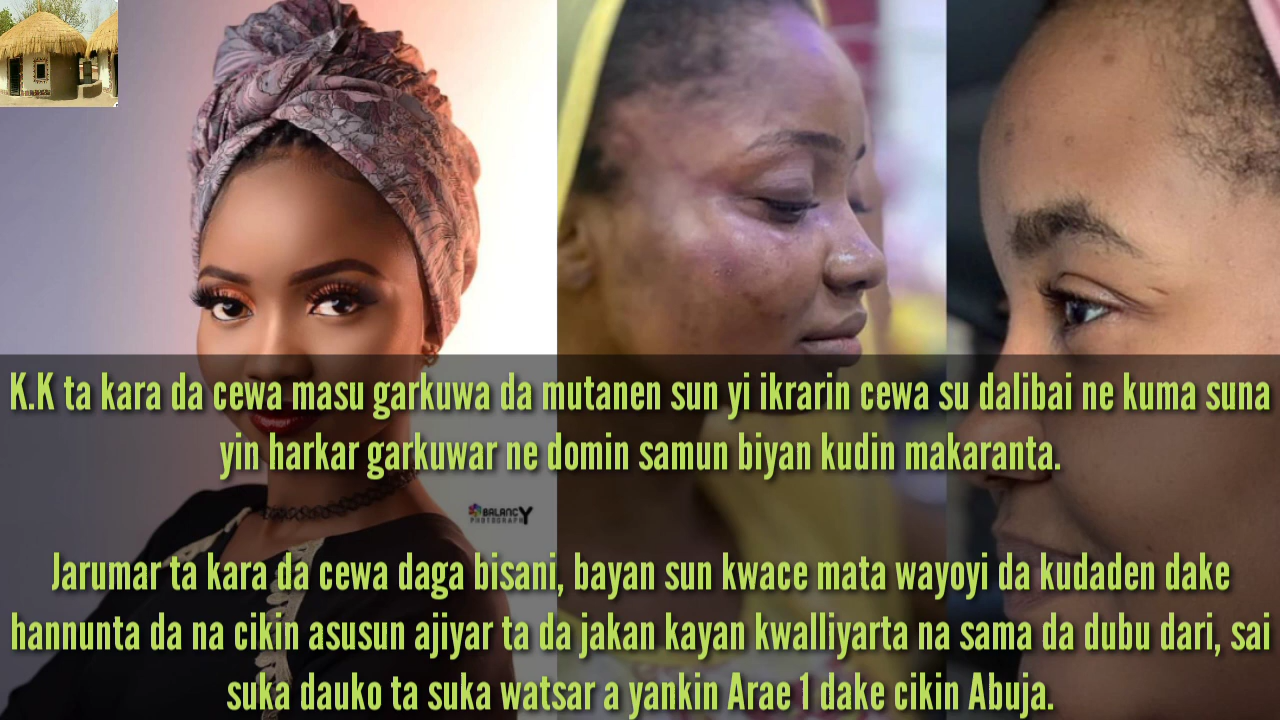 K.K ta kara da cewa masu garkuwa da mutanen sun yi ikrarin cewa su dalibai ne kuma suna
yin harkar garkuwar ne domin samun biyan kudin makaranta.
BALANCY
PHOTOGRAPHY
Jarumar ta kara da cewa daga bisani, bayan sun kwace mata wayoyi da kudaden dake
hannunta da na cikin asusun ajiyar ta da jakan kayan kwalliyarta na sama da dubu dari, sai
suka dauko ta suka watsar a yankin Arae 1 dake cikin Abuja.